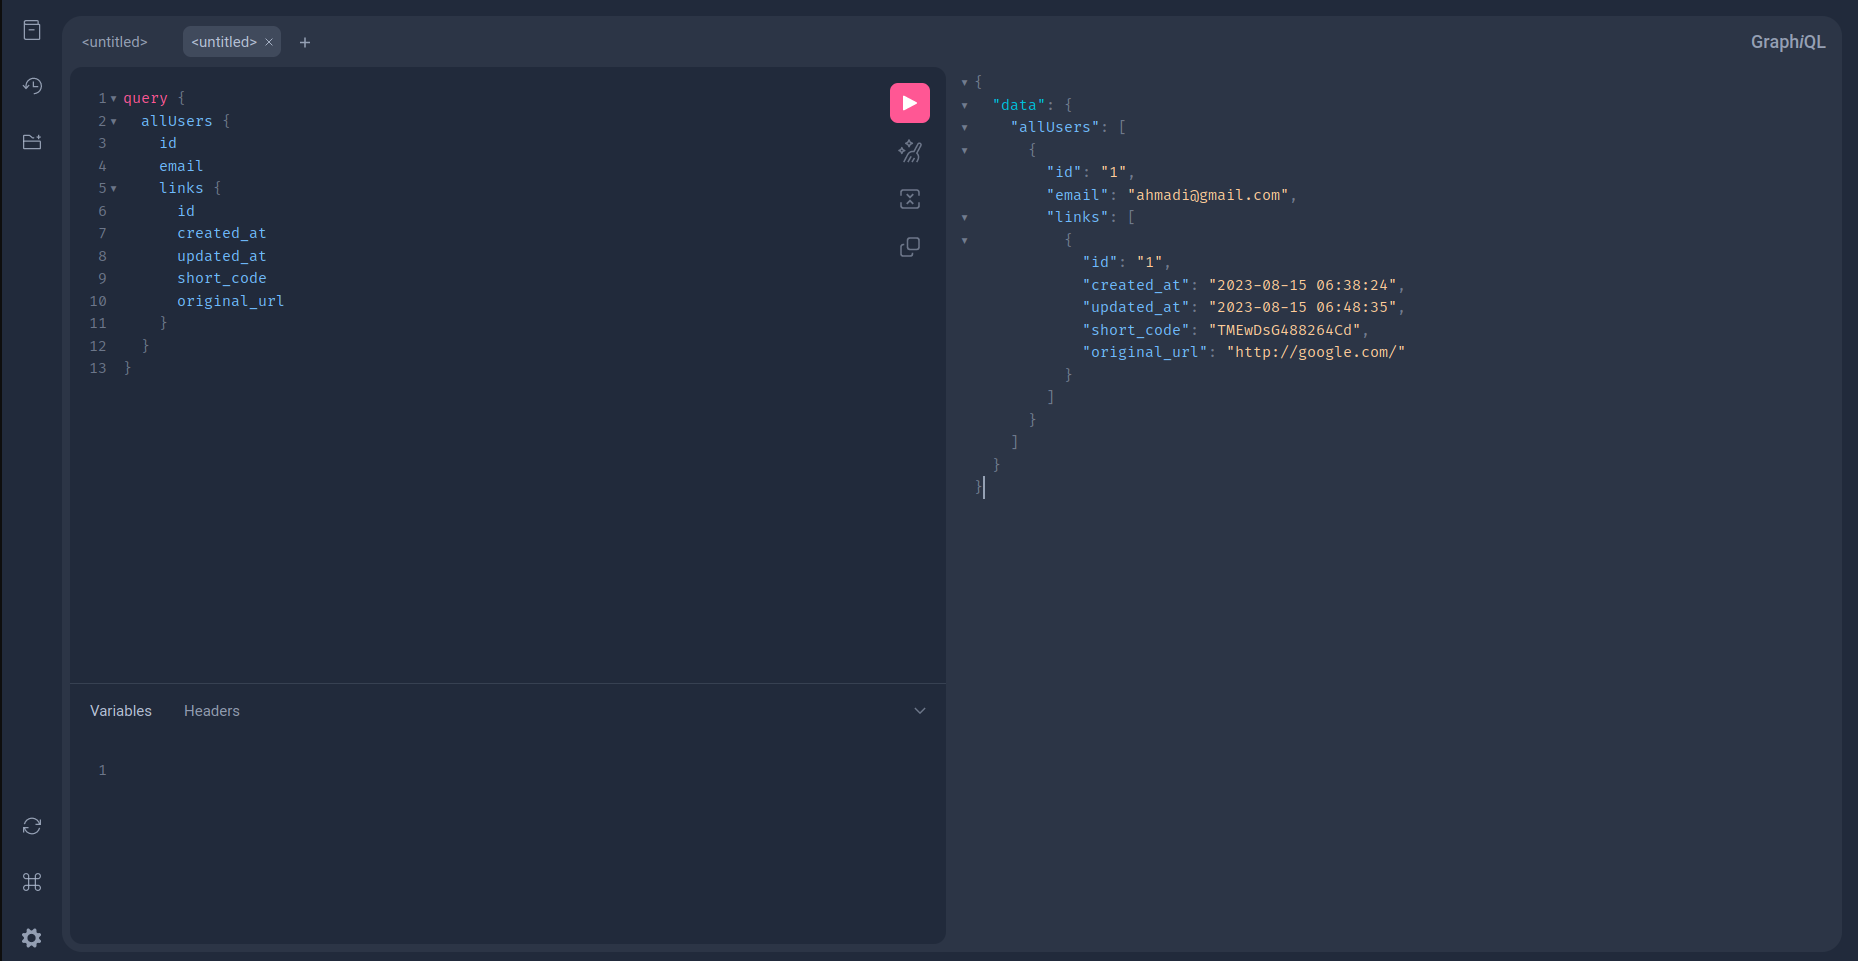 <untitled>
<untitled>
GraphiQL
1 query {
2 allUsers {
3 id
4 email
5 links {
6 id
7 created_at
8 updated_at
9 short_code
10 original_url
11 }
12 }
13 }
Variables
Headers
1
{
"data": {
"allUsers": [
{
"id": "1",
"email": "ahmadi@gmail.com",
"links": [
{
"id": "1",
"created_at": "2023-08-15 06:38:24",
"updated_at": "2023-08-15 06:48:35",
"short_code": "TMEwDsG488264Cd",
"original_url": "http://google.com/"
}
]
}
]
}
}